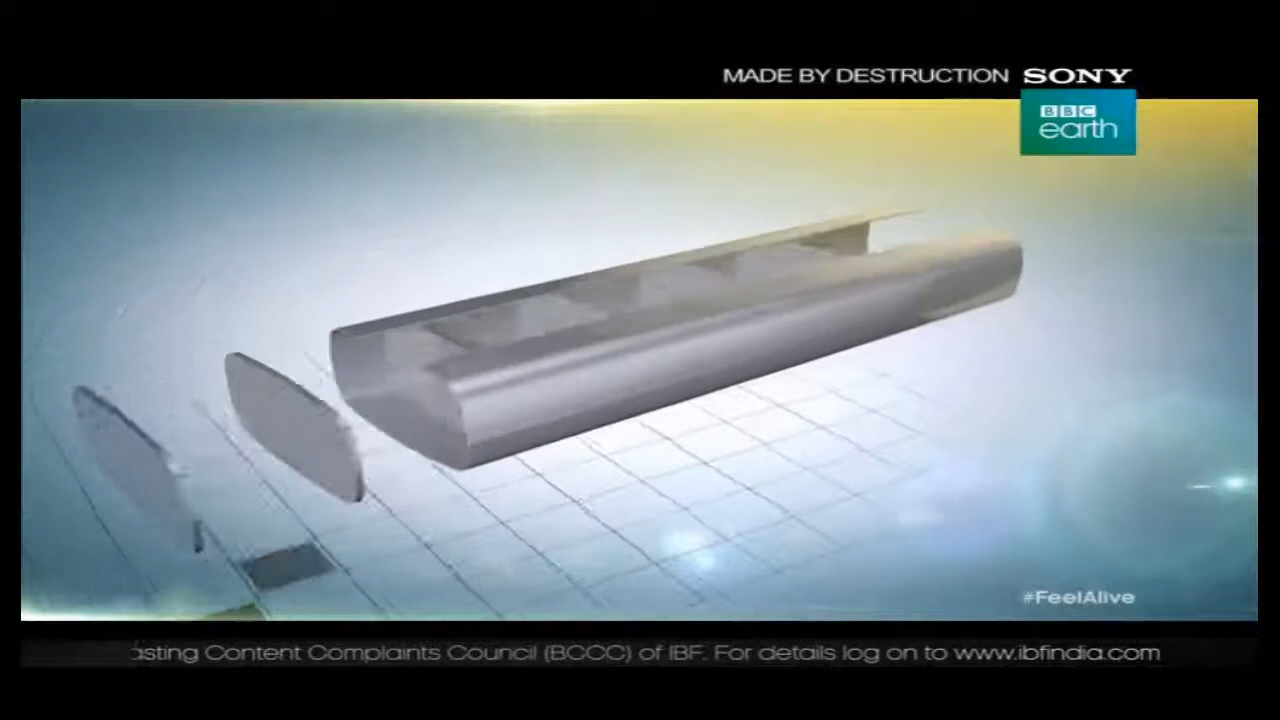 MADE BY DESTRUCTION SONY
BBC
earth
#FeelAlive
asting Content Complaints Council (BCCC) of IBF. For details log on to www.ibfindia.com